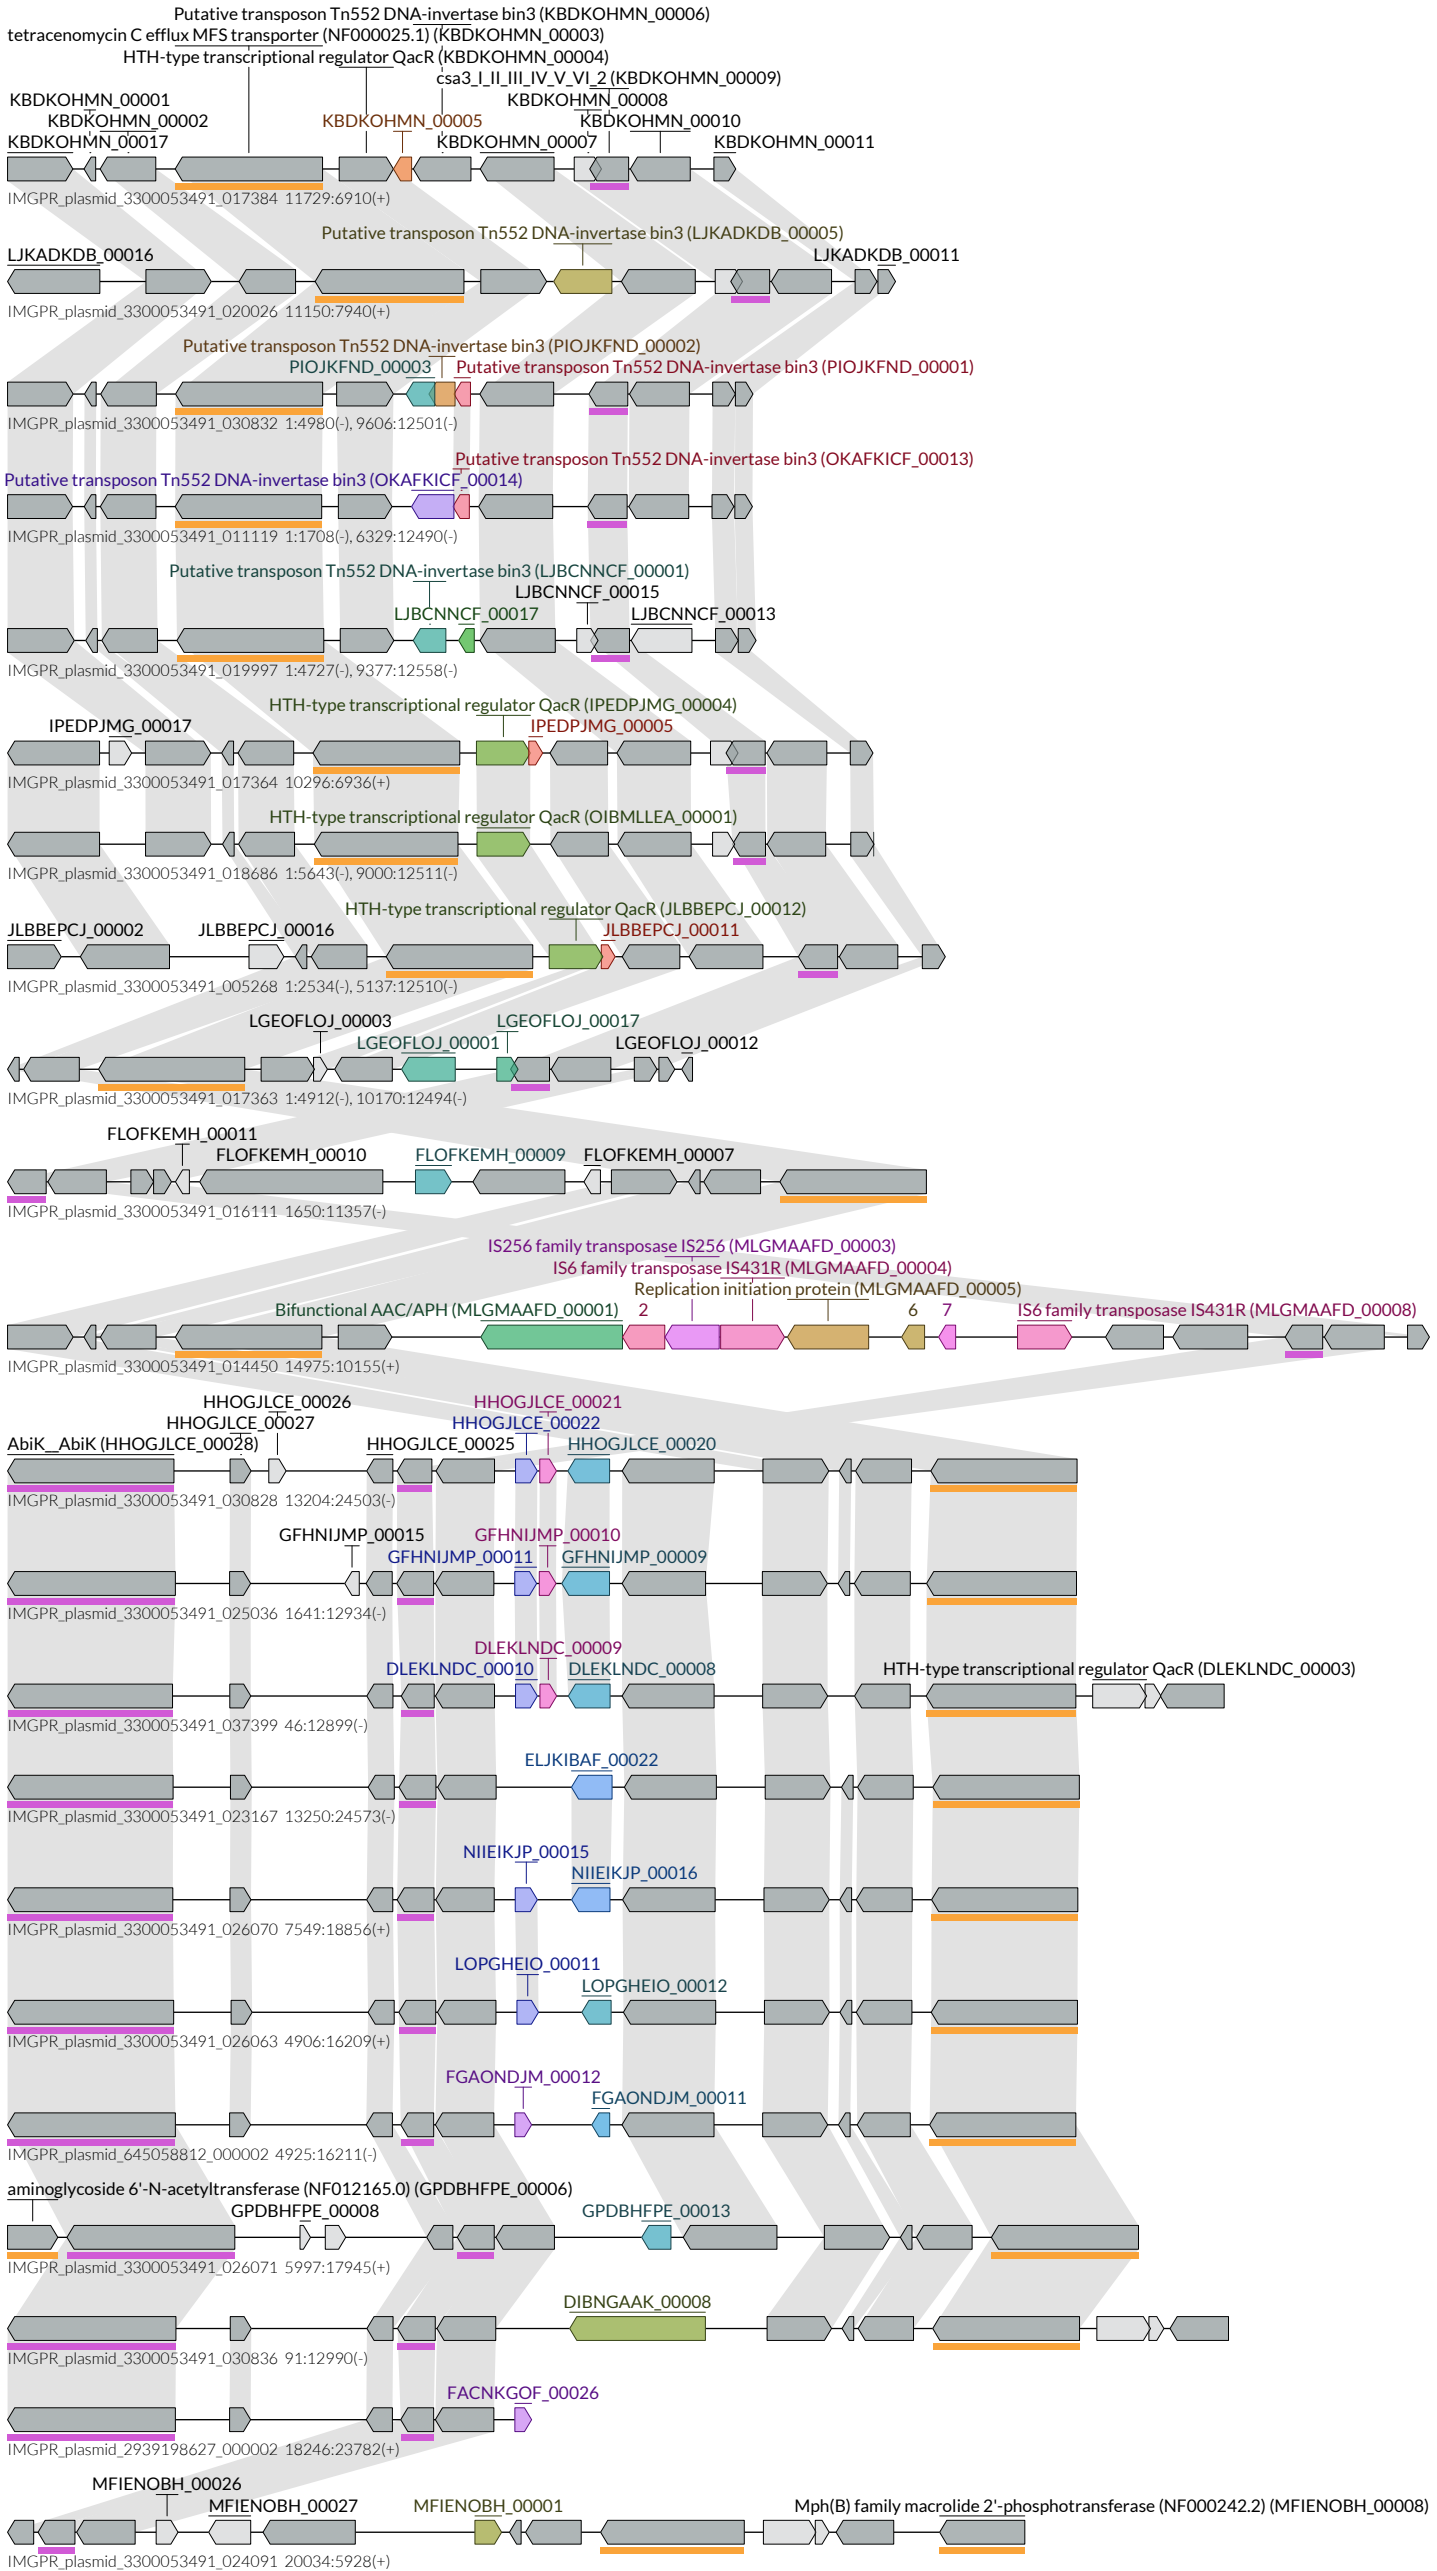 Putative transposon Tn552 DNA-invertase bin3 (KBDKOHMN_00006)
tetracenomycin C efflux MFS transporter (NF000025.1) (KBDKOHMN_00003)
HTH-type transcriptional regulator QacR (KBDKOHMN_00004)
csa3_I_II_III_IV_V_VI_2 (KBDKOHMN_00009)
KBDKOHMN_00001 KBDKOHMN_00008
KBDKOHMN_00002 KBDKOHMN_00005 KBDKOHMN_00010
KBDKOHMN_00017 KBDKOHMN_00007 KBDKOHMN_00011
IMGPR_plasmid_3300053491_017384 11729:6910(+)
Putative transposon Tn552 DNA-invertase bin3 (LJKADKDB_00005)
LJKADKDB_00016 LJKADKDB_00011
IMGPR_plasmid_3300053491_020026 11150:7940(+)
Putative transposon Tn552 DNA-invertase bin3 (PIOJKFND_00002)
PIOJKFND_00003 Putative transposon Tn552 DNA-invertase bin3 (PIOJKFND_00001)
IMGPR_plasmid_3300053491_030832 1:4980(-), 9606:12501(-)
Putative transposon Tn552 DNA-invertase bin3 (OKAFKICF_00013)
Putative transposon Tn552 DNA-invertase bin3 (OKAFKICF_00014)
IMGPR_plasmid_3300053491_011119 1:1708(-), 6329:12490(-)
Putative transposon Tn552 DNA-invertase bin3 (LJBCNNCF_00001)
LJBCNNCF_00015
LJBCNNCF_00017 LJBCNNCF_00013
IMGPR_plasmid_3300053491_019997 1:4727(-), 9377:12558(-)
HTH-type transcriptional regulator QacR (IPEDPJMG_00004)
IPEDPJMG_00017 IPEDPJMG_00005
IMGPR_plasmid_3300053491_017364 10296:6936(+)
HTH-type transcriptional regulator QacR (OIBMLLEA_00001)
IMGPR_plasmid_3300053491_018686 1:5643(-), 9000:12511(-)
HTH-type transcriptional regulator QacR (JLBBEPCJ_00012)
JLBBEPCJ_00002 JLBBEPCJ_00016 JLBBEPCJ_00011
IMGPR_plasmid_3300053491_005268 1:2534(-), 5137:12510(-)
LGEOFLOJ_00003 LGEOFLOJ_00017
LGEOFLOJ_00001 LGEOFLOJ_00012
IMGPR_plasmid_3300053491_017363 1:4912(-), 10170:12494(-)
FLOFKEMH_00011
FLOFKEMH_00010 FLOFKEMH_00009 FLOFKEMH_00007
IMGPR_plasmid_3300053491_016111 1650:11357(-)
IS256 family transposase IS256 (MLGMAAFD_00003)
IS6 family transposase IS431R (MLGMAAFD_00004)
Replication initiation protein (MLGMAAFD_00005)
Bifunctional AAC/APH (MLGMAAFD_00001) 2 6 7 IS6 family transposase IS431R (MLGMAAFD_00008)
IMGPR_plasmid_3300053491_014450 14975:10155(+)
HHOGJLCE_00026 HHOGJLCE_00021
HHOGJLCE_00027 HHOGJLCE_00022
AbiK__AbiK (HHOGJLCE_00028) HHOGJLCE_00025 HHOGJLCE_00020
IMGPR_plasmid_3300053491_030828 13204:24503(-)
GFHNIJMP_00015 GFHNIJMP_00010
GFHNIJMP_00011 GFHNIJMP_00009
IMGPR_plasmid_3300053491_025036 1641:12934(-)
DLEKLNDC_00009
DLEKLNDC_00010 DLEKLNDC_00008 HTH-type transcriptional regulator QacR (DLEKLNDC_00003)
IMGPR_plasmid_3300053491_037399 46:12899(-)
ELJKIBAF_00022
IMGPR_plasmid_3300053491_023167 13250:24573(-)
NIIEIKJP_00015
NIIEIKJP_00016
IMGPR_plasmid_3300053491_026070 7549:18856(+)
LOPGHEIO_00011
LOPGHEIO_00012
IMGPR_plasmid_3300053491_026063 4906:16209(+)
FGAONDJM_00012
FGAONDJM_00011
IMGPR_plasmid_645058812_000002 4925:16211(-)
aminoglycoside 6'-N-acetyltransferase (NF012165.0) (GPDBHFPE_00006)
GPDBHFPE_00008 GPDBHFPE_00013
IMGPR_plasmid_3300053491_026071 5997:17945(+)
DIBNGAAK_00008
IMGPR_plasmid_3300053491_030836 91:12990(-)
FACNKGOF_00026
IMGPR_plasmid_2939198627_000002 18246:23782(+)
MFIENOBH_00026
MFIENOBH_00027 MFIENOBH_00001 Mph(B) family macrolide 2'-phosphotransferase (NF000242.2) (MFIENOBH_00008)
IMGPR_plasmid_3300053491_024091 20034:5928(+)